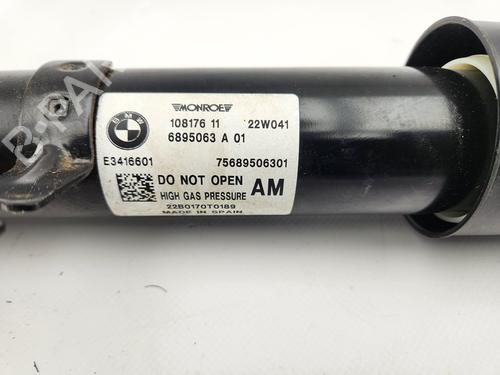 BMW
MONROE
108176 11 22W041
6895063 A 01
E3416601 75689506301
DO NOT OPEN AM
HIGH GAS PRESSURE
22B0170T0189
MADE IN SPAIN